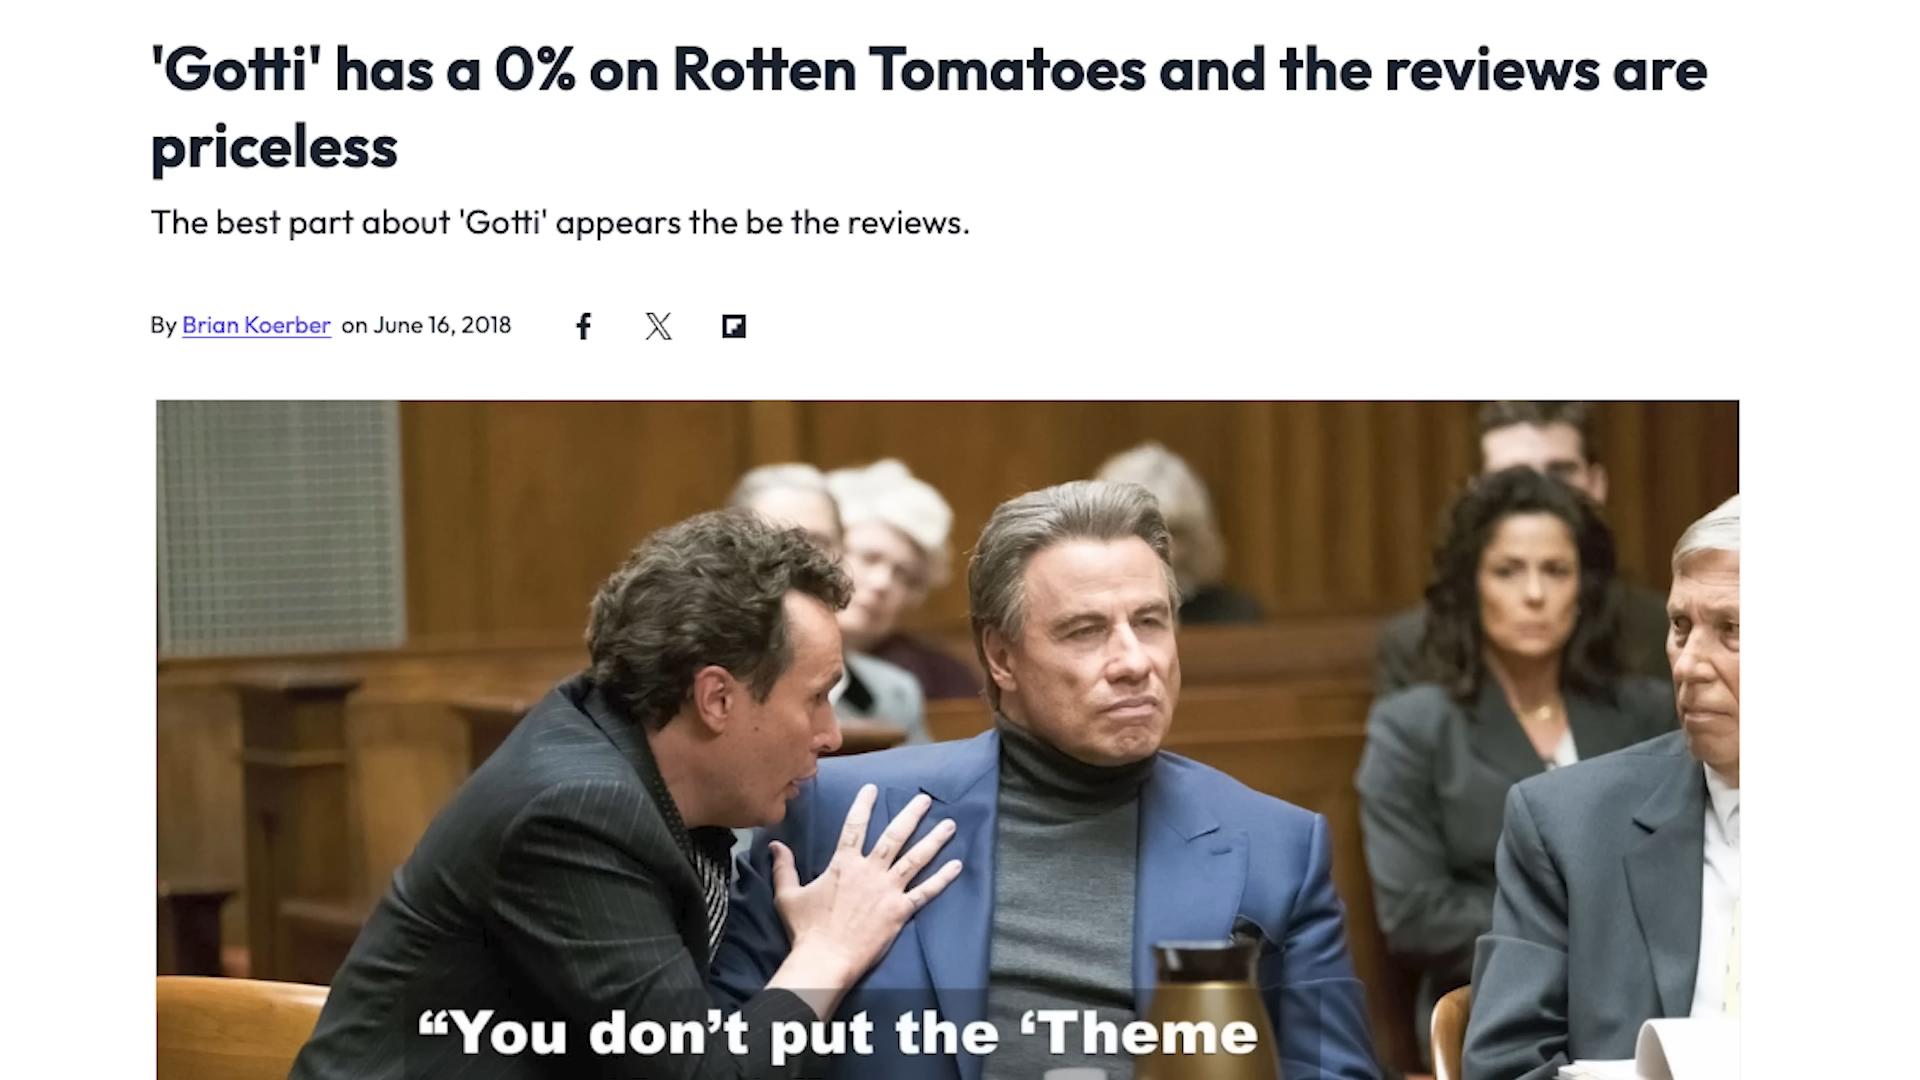 'Gotti' has a 0% on Rotten Tomatoes and the reviews are
priceless
The best part about 'Gotti' appears the be the reviews.
By Brian Koerber on June 16, 2018
“You don’t put the ‘Theme